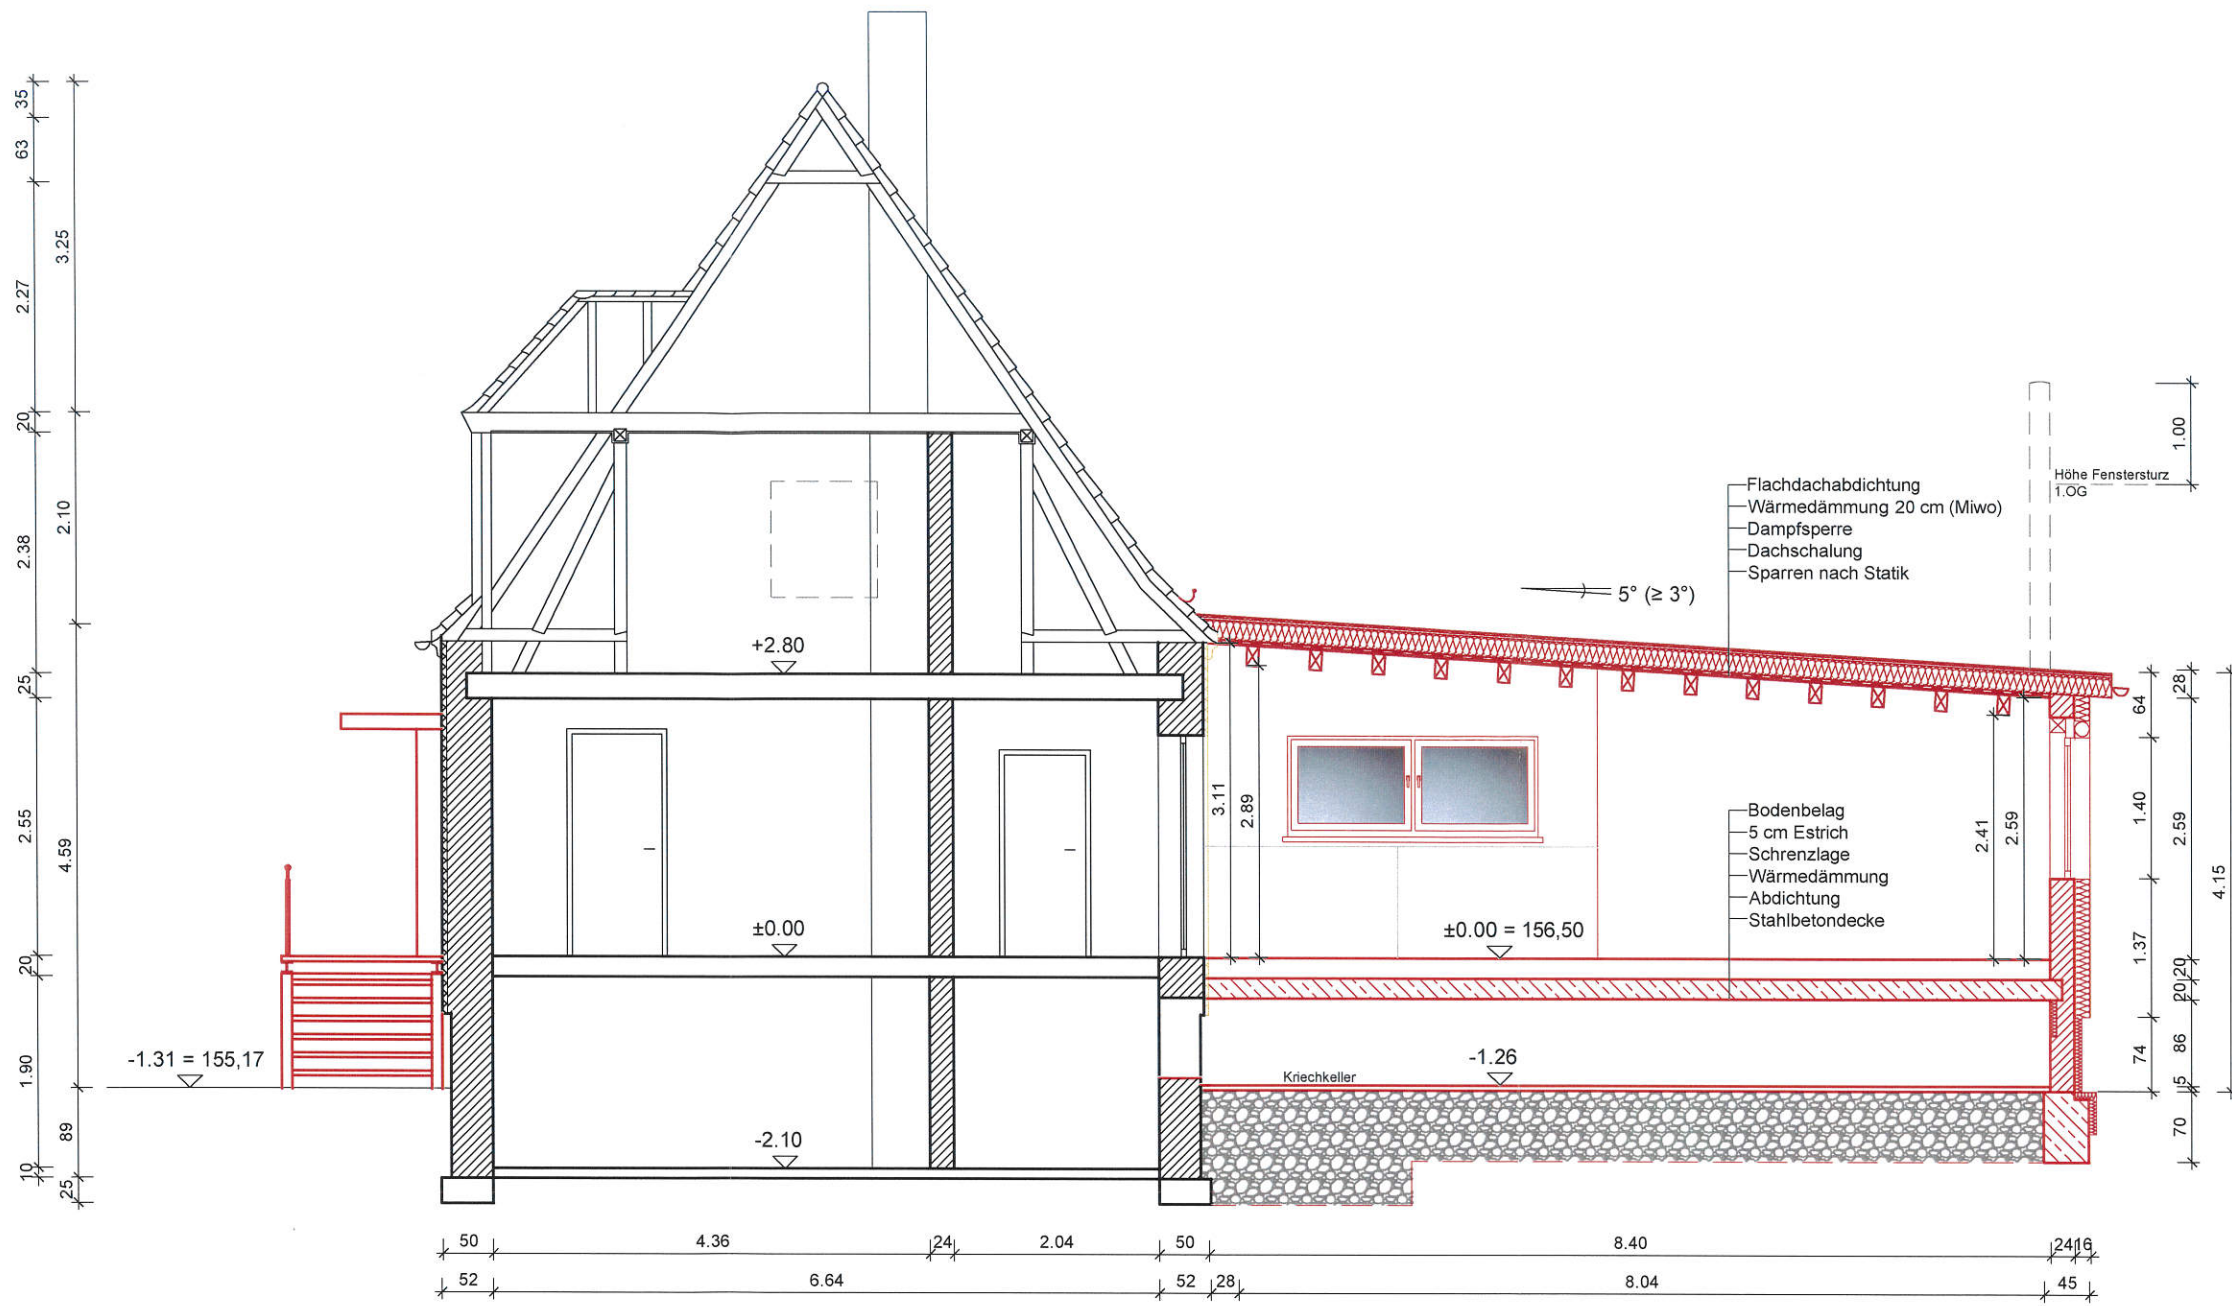 35
63
3.25
2.27
20
2.10
2.38
25
2.55
4.59
20
1.90
89
10
25
+2.80
±0.00
-1.31 = 155,17
-2.10
5° (≥ 3°)
Flachdachabdichtung
Wärmedämmung 20 cm (Miwo)
Dampfsperre
Dachschalung
Sparren nach Statik
Höhe Fenstersturz
1.OG
1.00
3.11
2.89
Bodenbelag
5 cm Estrich
Schrenzlage
Wärmedämmung
Abdichtung
Stahlbetondecke
±0.00 = 156,50
2.41
2.59
-1.26
Kriechkeller
64
1.40
1.37
74
28
2.59
20
20
86
5
70
4.15
50 4.36 24 2.04 50 8.40 24 16
52 6.64 52 28 8.04 45